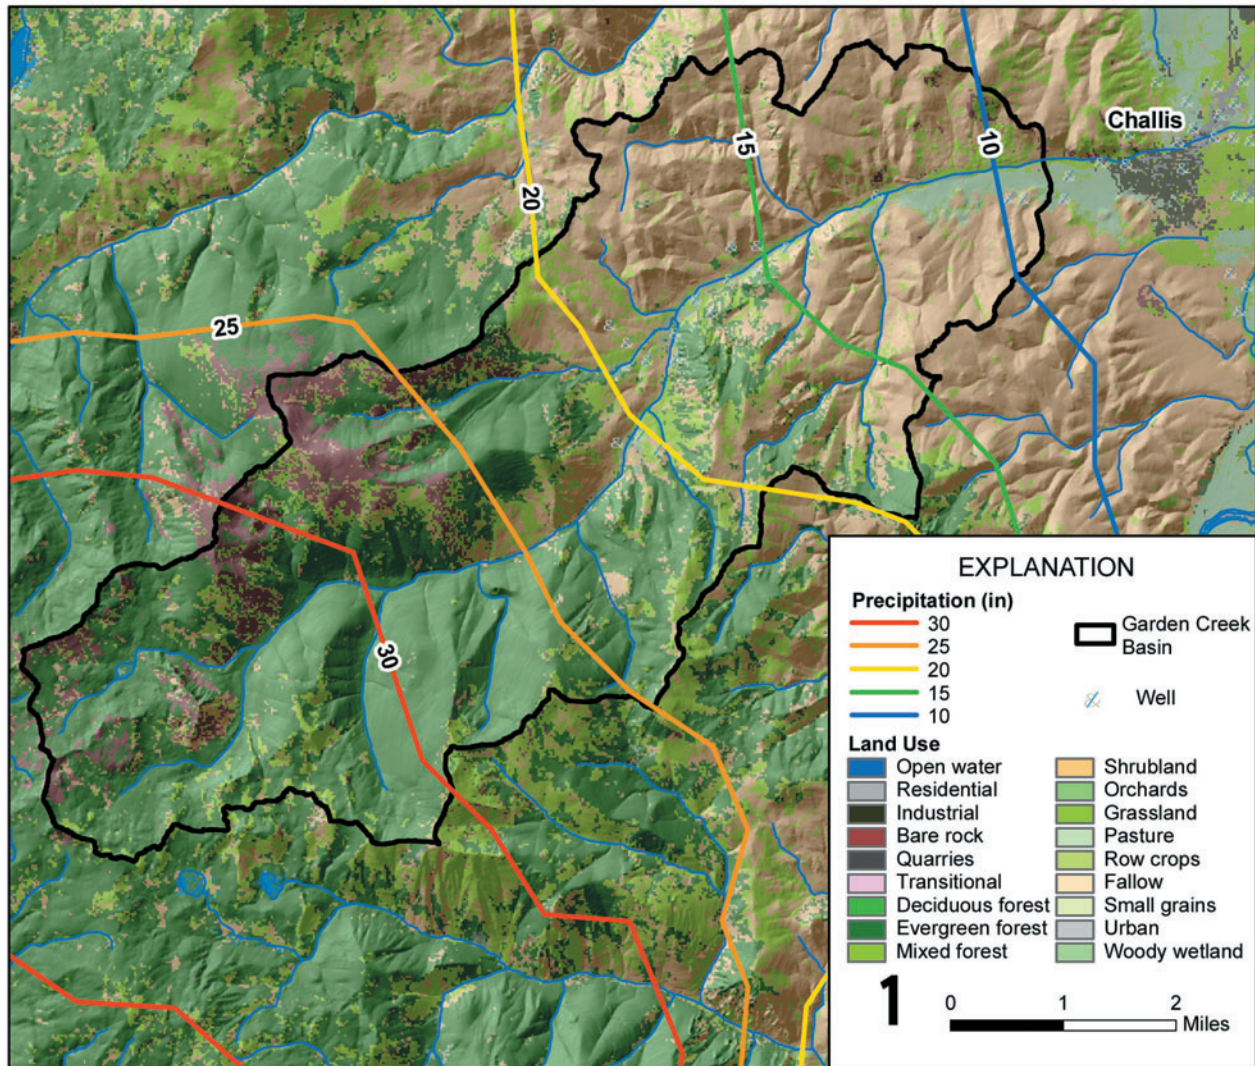 Challis
10
15
20
25
30
EXPLANATION
Precipitation (in)
30
25
20
15
10
Garden Creek
Basin
Well
Land Use
Open water
Residential
Industrial
Bare rock
Quarries
Transitional
Deciduous forest
Evergreen forest
Mixed forest
Shrubland
Orchards
Grassland
Pasture
Row crops
Fallow
Small grains
Urban
Woody wetland
1
0 1 2
Miles